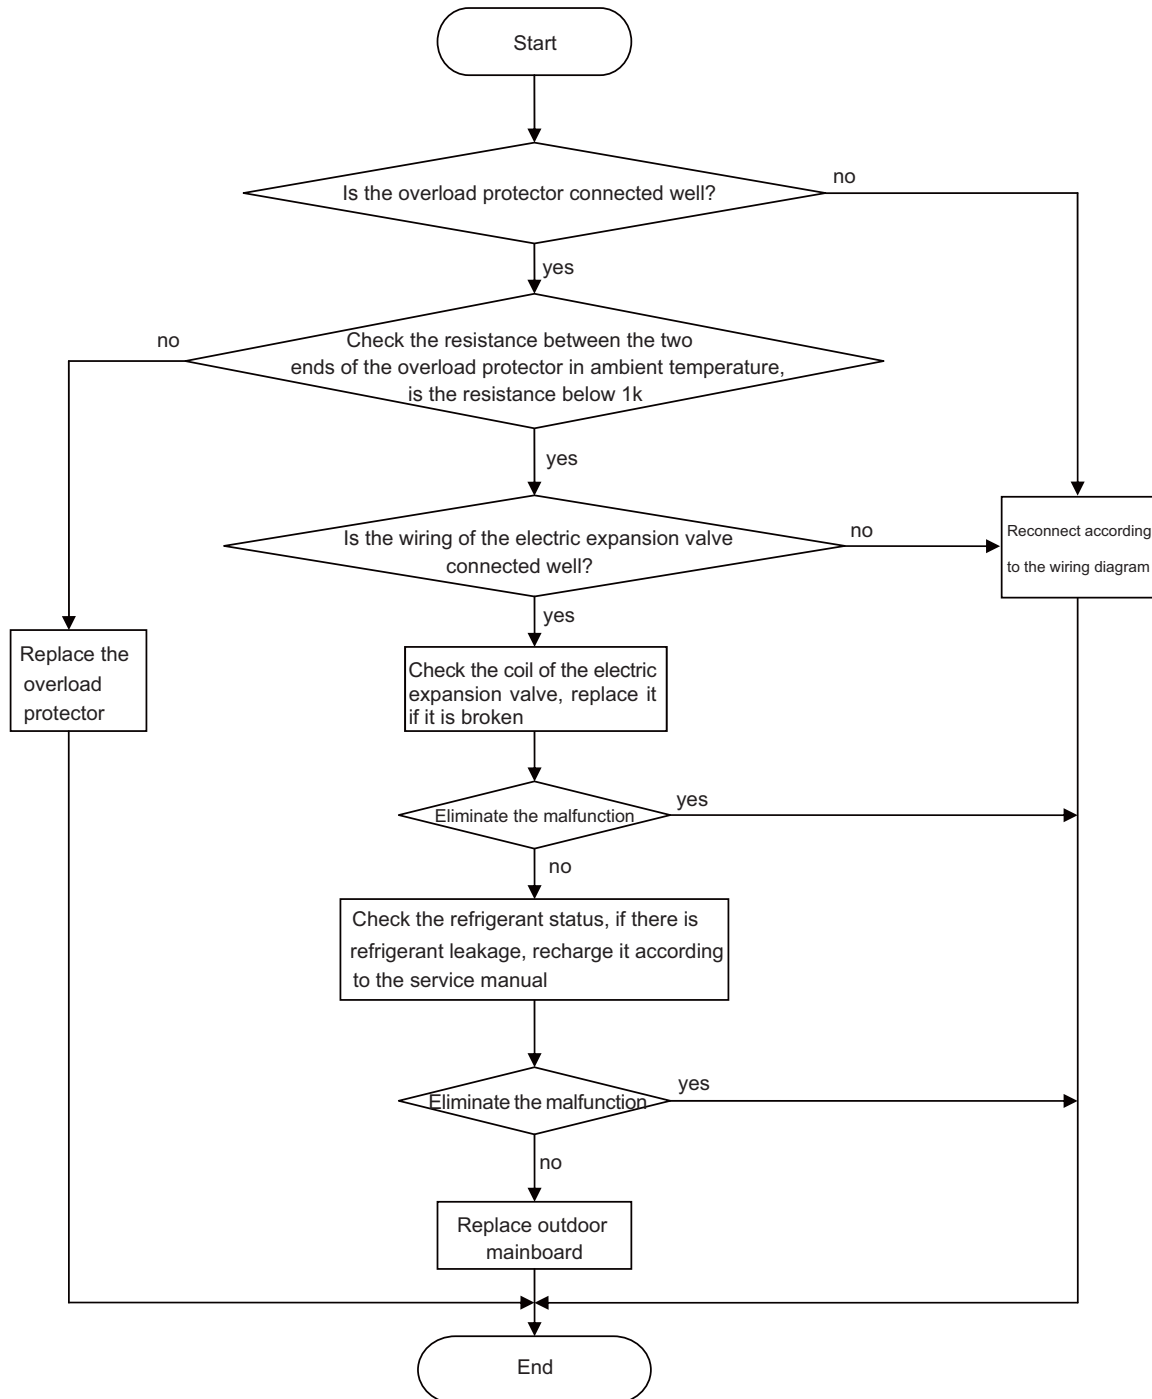 Start
Is the overload protector connected well?
no
yes
no
Check the resistance between the two
ends of the overload protector in ambient temperature,
is the resistance below 1k
yes
Is the wiring of the electric expansion valve
connected well?
no
Reconnect according
to the wiring diagram
yes
Replace the
overload
protector
Check the coil of the electric
expansion valve, replace it
if it is broken
Eliminate the malfunction
yes
no
Check the refrigerant status, if there is
refrigerant leakage, recharge it according
to the service manual
Eliminate the malfunction
yes
no
Replace outdoor
mainboard
End